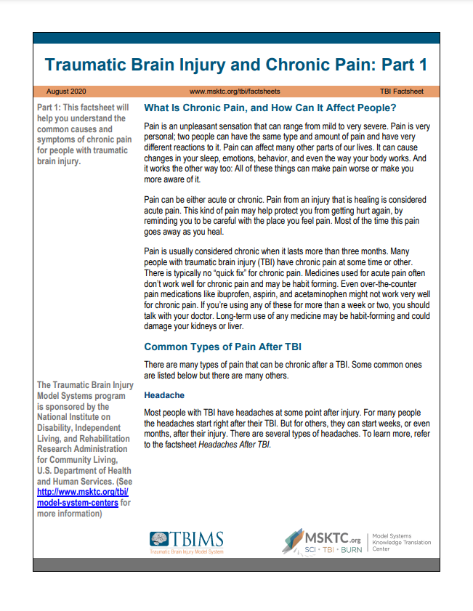 Traumatic Brain Injury and Chronic Pain: Part 1
August 2020 www.msktc.org/tbi/factsheets TBI Factsheet
Part 1: This factsheet will
help you understand the
common causes and
symptoms of chronic pain
for people with traumatic
brain injury.
What Is Chronic Pain, and How Can It Affect People?
Pain is an unpleasant sensation that can range from mild to very severe. Pain is very
personal; two people can have the same type and amount of pain and have very
different reactions to it. Pain can affect many other parts of our lives. It can cause
changes in your sleep, emotions, behavior, and even the way your body works. And
it works the other way too: All of these things can make pain worse or make you
more aware of it.
Pain can be either acute or chronic. Pain from an injury that is healing is considered
acute pain. This kind of pain may help protect you from getting hurt again, by
reminding you to be careful with the place you feel pain. Most of the time this pain
goes away as you heal.
Pain is usually considered chronic when it lasts more than three months. Many
people with traumatic brain injury (TBI) have chronic pain at some time or other.
There is typically no "quick fix" for chronic pain. Medicines used for acute pain often
don't work well for chronic pain and may be habit forming. Even over-the-counter
pain medications like ibuprofen, aspirin, and acetaminophen might not work very well
for chronic pain. If you're using any of these for more than a week or two, you should
talk with your doctor. Long-term use of any medicine may be habit-forming and could
damage your kidneys or liver.
Common Types of Pain After TBI
There are many types of pain that can be chronic after a TBI. Some common ones
are listed below but there are many others.
Headache
Most people with TBI have headaches at some point after injury. For many people
the headaches start right after their TBI. But for others, they can start weeks, or even
months, after their injury. There are several types of headaches. To learn more, refer
to the factsheet Headaches After TBI.
The Traumatic Brain Injury
Model Systems program
is sponsored by the
National Institute on
Disability, Independent
Living, and Rehabilitation
Research Administration
for Community Living,
U.S. Department of Health
and Human Services. (See
http://www.msktc.org/tbi/
model-system-centers for
more information)
TBIMS
Traumatic Brain Injury Model System
MSKTC.org
SCI • TBI • BURN
Model Systems
Knowledge Translation
Center